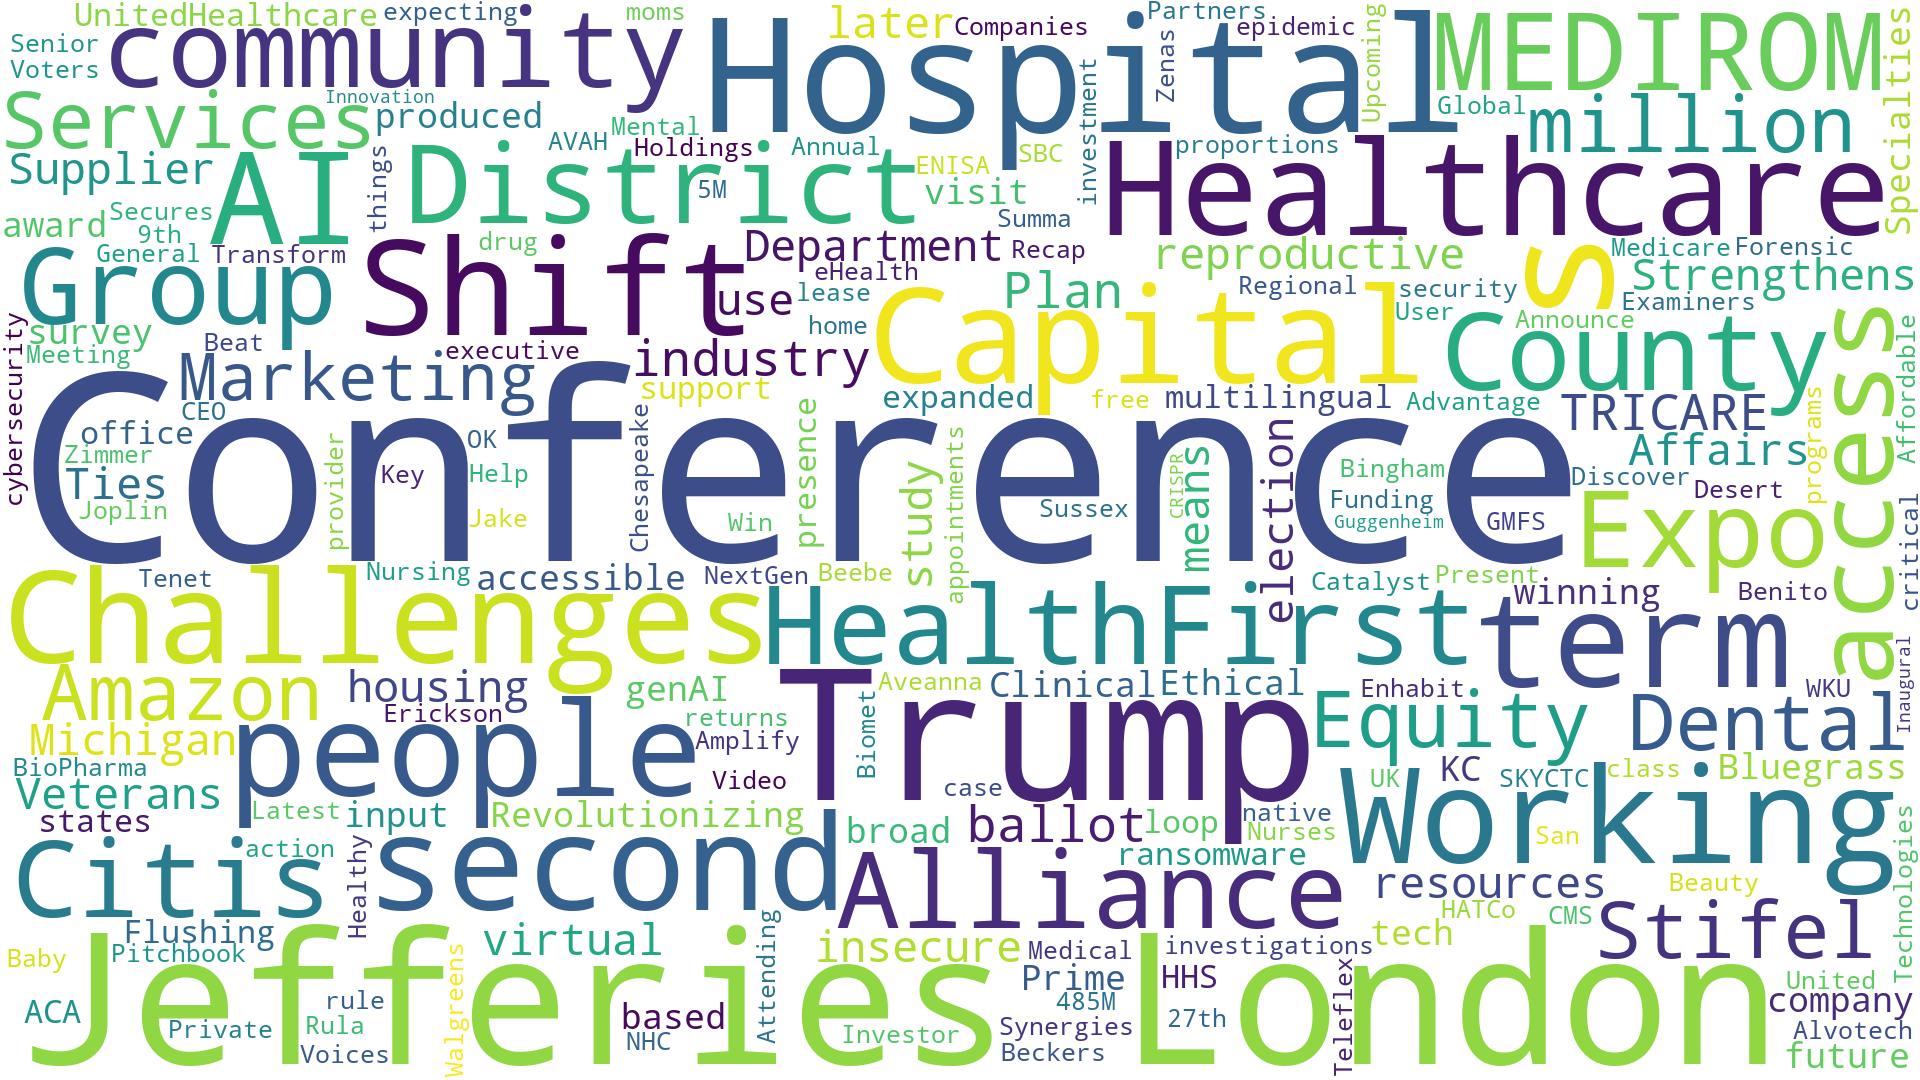 UnitedHealthcare
expecting
moms
later
Companies
Partners
epidemic
Upcoming
MEDIROM
Specialties
Senior
Voters
community
Hospital
Zenas
Services
Innovation
produced
AVAH
Mental
Holdings
Annual
investment
SBC
proportions
Global
million
Supplier
AI
things
District
5M
ENISA
visit
Summa
Healthcare
award
Secures
9th
General
Transform
drug
Department
Recap
reproductive
s
Medicare
Forensic
Strengthens
Group
Shift
use
eHealth
lease
home
Plan
Regional
security
User
Examiners
Announce
cybersecurity
survey
Meeting
Beat
executive
industry
Capital
County
access
Affordable
Marketing
support
CEO
expanded
free
multilingual
Advantage
TRICARE
programs
Conference
office
Zimmer
Ties
Joplin
provider
Key
OK
Help
Jake
Chesapeake
Win
presence
study
appointments
Sussex
CRISPR
means
election
Bingham
Funding
Guggenheim
GMFS
Affairs
Discover
Desert
Expo
critical
Tenet
Nursing
accessible
NextGen
Beebe
Catalyst
Present
winning
Benito
Challenges
HealthFirst
term
Inaugural
Amazon
housing
Erickson
genAI
returns
Amplify
Trump
Aveanna
Clinical
Ethical
Enhabit
WKU
Equity
Dental
Michigan
people
Video
Biomet
case
BioPharma
Veterans
states
Latest
input
Revolutionizing
broad
ballot
loop
native
Nurses
UK
KC
SKYCTC
class
Bluegrass
Working
San
Technologies
Citis
action
Healthy
second
Alliance
ransomware
resources
Beauty
Flushing
Pitchbook
virtual
Attending
insecure
Medical
investigations
tech
HATCo
CMS
Stifel
Baby
Jefferies
London
Walgreens
Prime
HHS
485M
27th
Teleflex
United
company
ACA
rule
Private
Rula
Voices
based
NHC
Investor
Synergies
Beckers
Alvotech
future